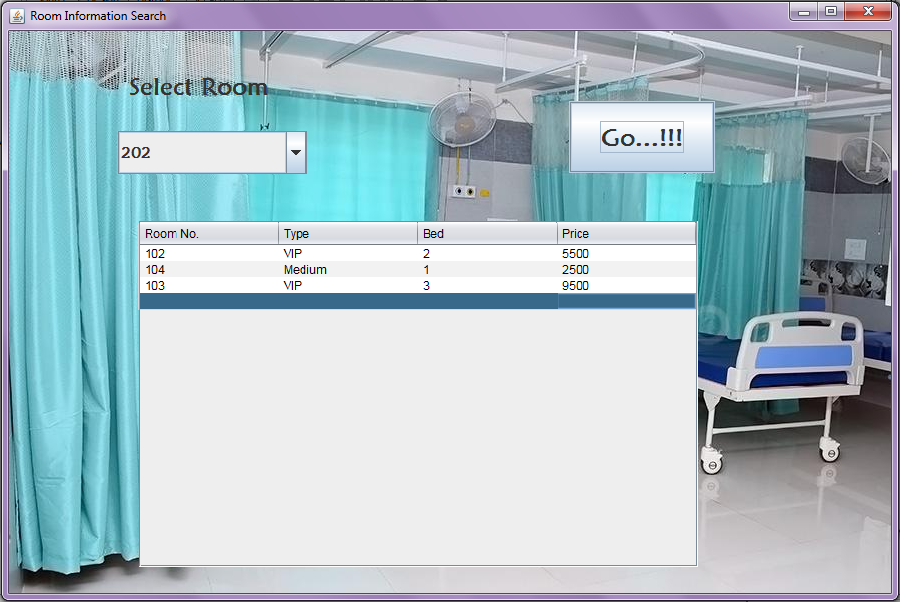 Room Information Search
Select Room
Go...!!!
202
Room No. Type Bed Price
102 VIP 2 5500
104 Medium 1 2500
103 VIP 3 9500